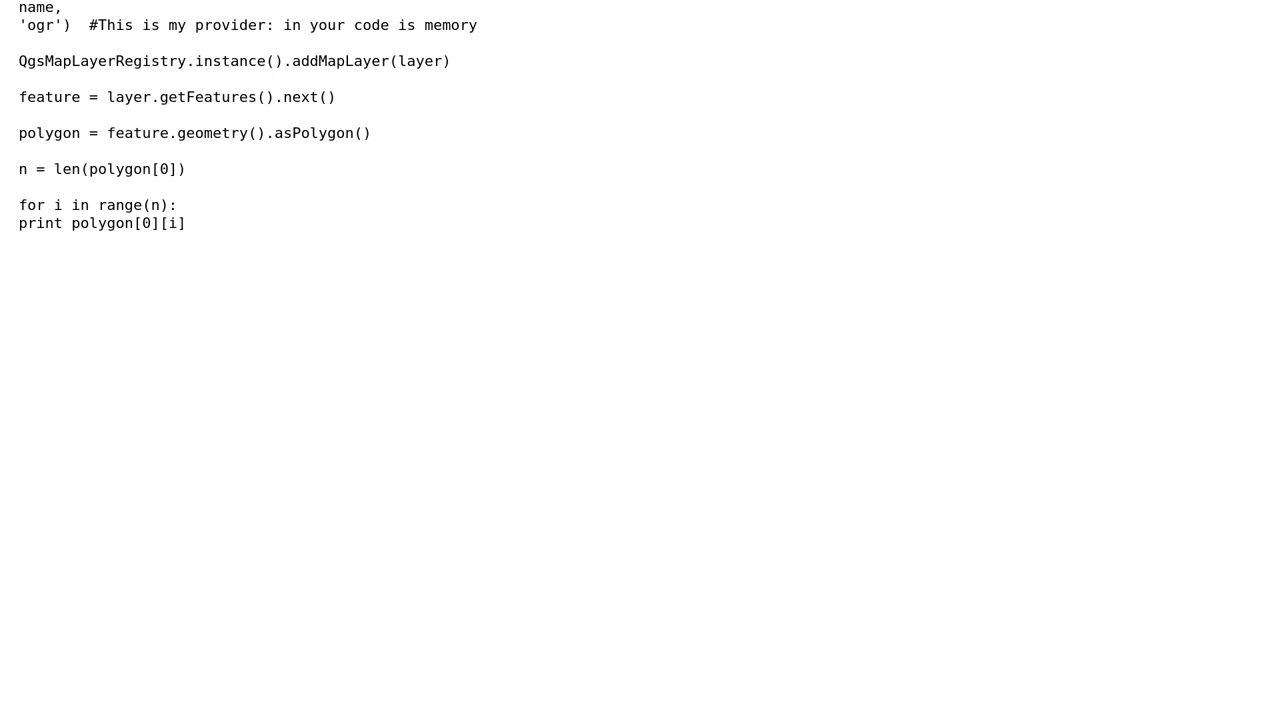 name,
'ogr')  #This is my provider: in your code is memory
QgsMapLayerRegistry.instance().addMapLayer(layer)
feature = layer.getFeatures().next()
polygon = feature.geometry().asPolygon()
n = len(polygon[0])
for i in range(n):
print polygon[0][i]